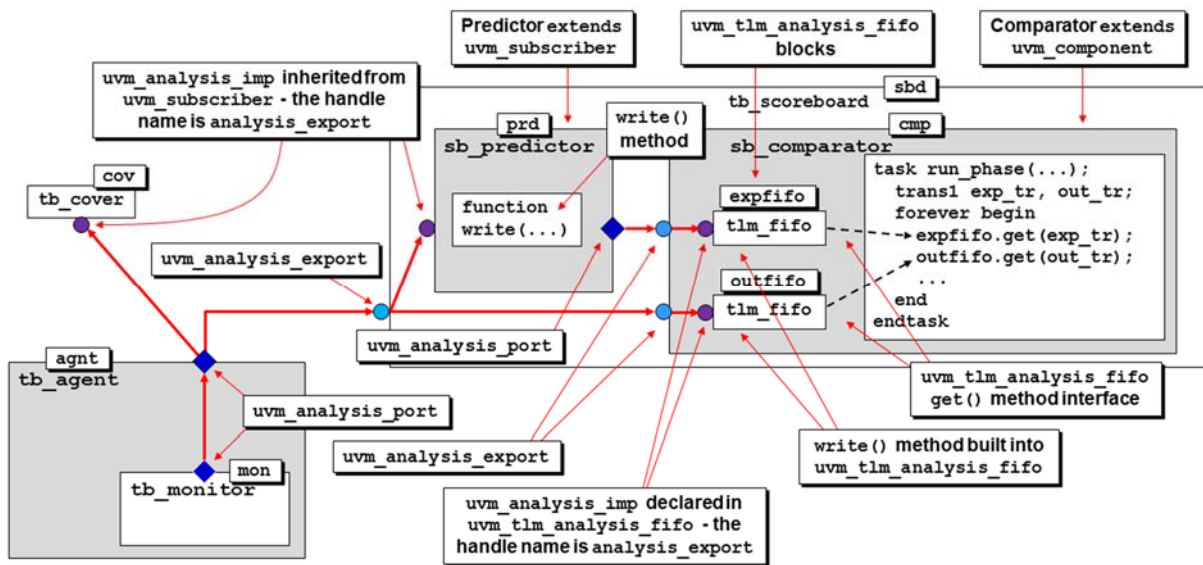 Predictor extends
uvm_subscriber
uvm_tlm_analysis_fifo
blocks
Comparator extends
uvm_component
uvm_analysis_imp inherited from
uvm_subscriber - the handle
name is analysis_export
sbd
tb_scoreboard
prd
sb_predictor
write()
method
cmp
sb_comparator
cov
tb_cover
function
write(...)
expfifo
tlm_fifo
outfifo
tlm_fifo
task run_phase(...);
trans1 exp_tr, out_tr;
forever begin
expfifo.get(exp_tr);
outfifo.get(out_tr);
...
end
endtask
uvm_analysis_export
uvm_analysis_port
agnt
tb_agent
uvm_analysis_port
mon
tb_monitor
uvm_analysis_export
uvm_tlm_analysis_fifo
get() method interface
write() method built into
uvm_tlm_analysis_fifo
uvm_analysis_imp declared in
uvm_tlm_analysis_fifo - the
handle name is analysis_export